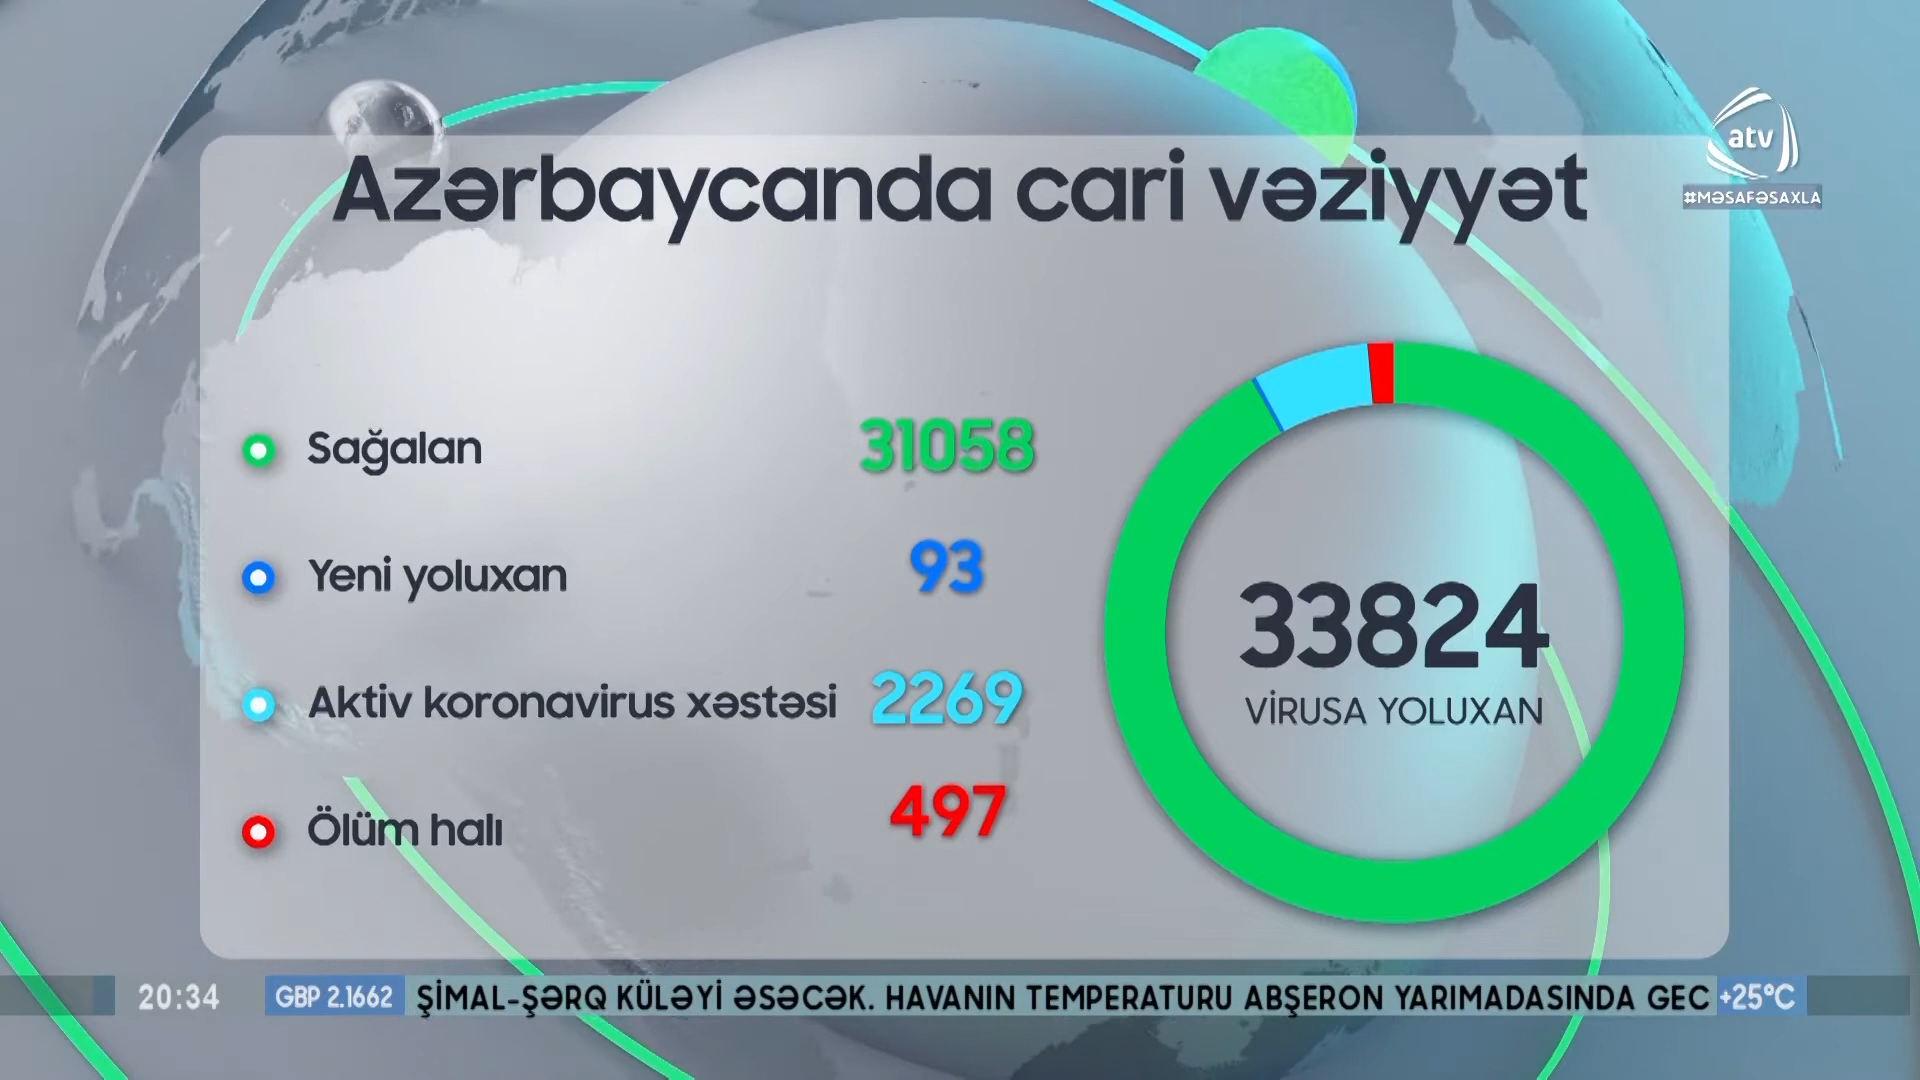 Azərbaycanda cari vəziyyət
atv
#MƏSAFƏSAXLA
Sağalan 31058
Yeni yoluxan 93
Aktiv koronavirus xəstəsi 2269
Ölüm halı 497
33824
VİRUSA YOLUXAN
20:34 GBP 2.1662 ŞİMAL-ŞƏRQ KÜLƏYİ ƏSƏCƏK. HAVANIN TEMPERATURU ABŞERON YARIMADASINDA GEC +25°C